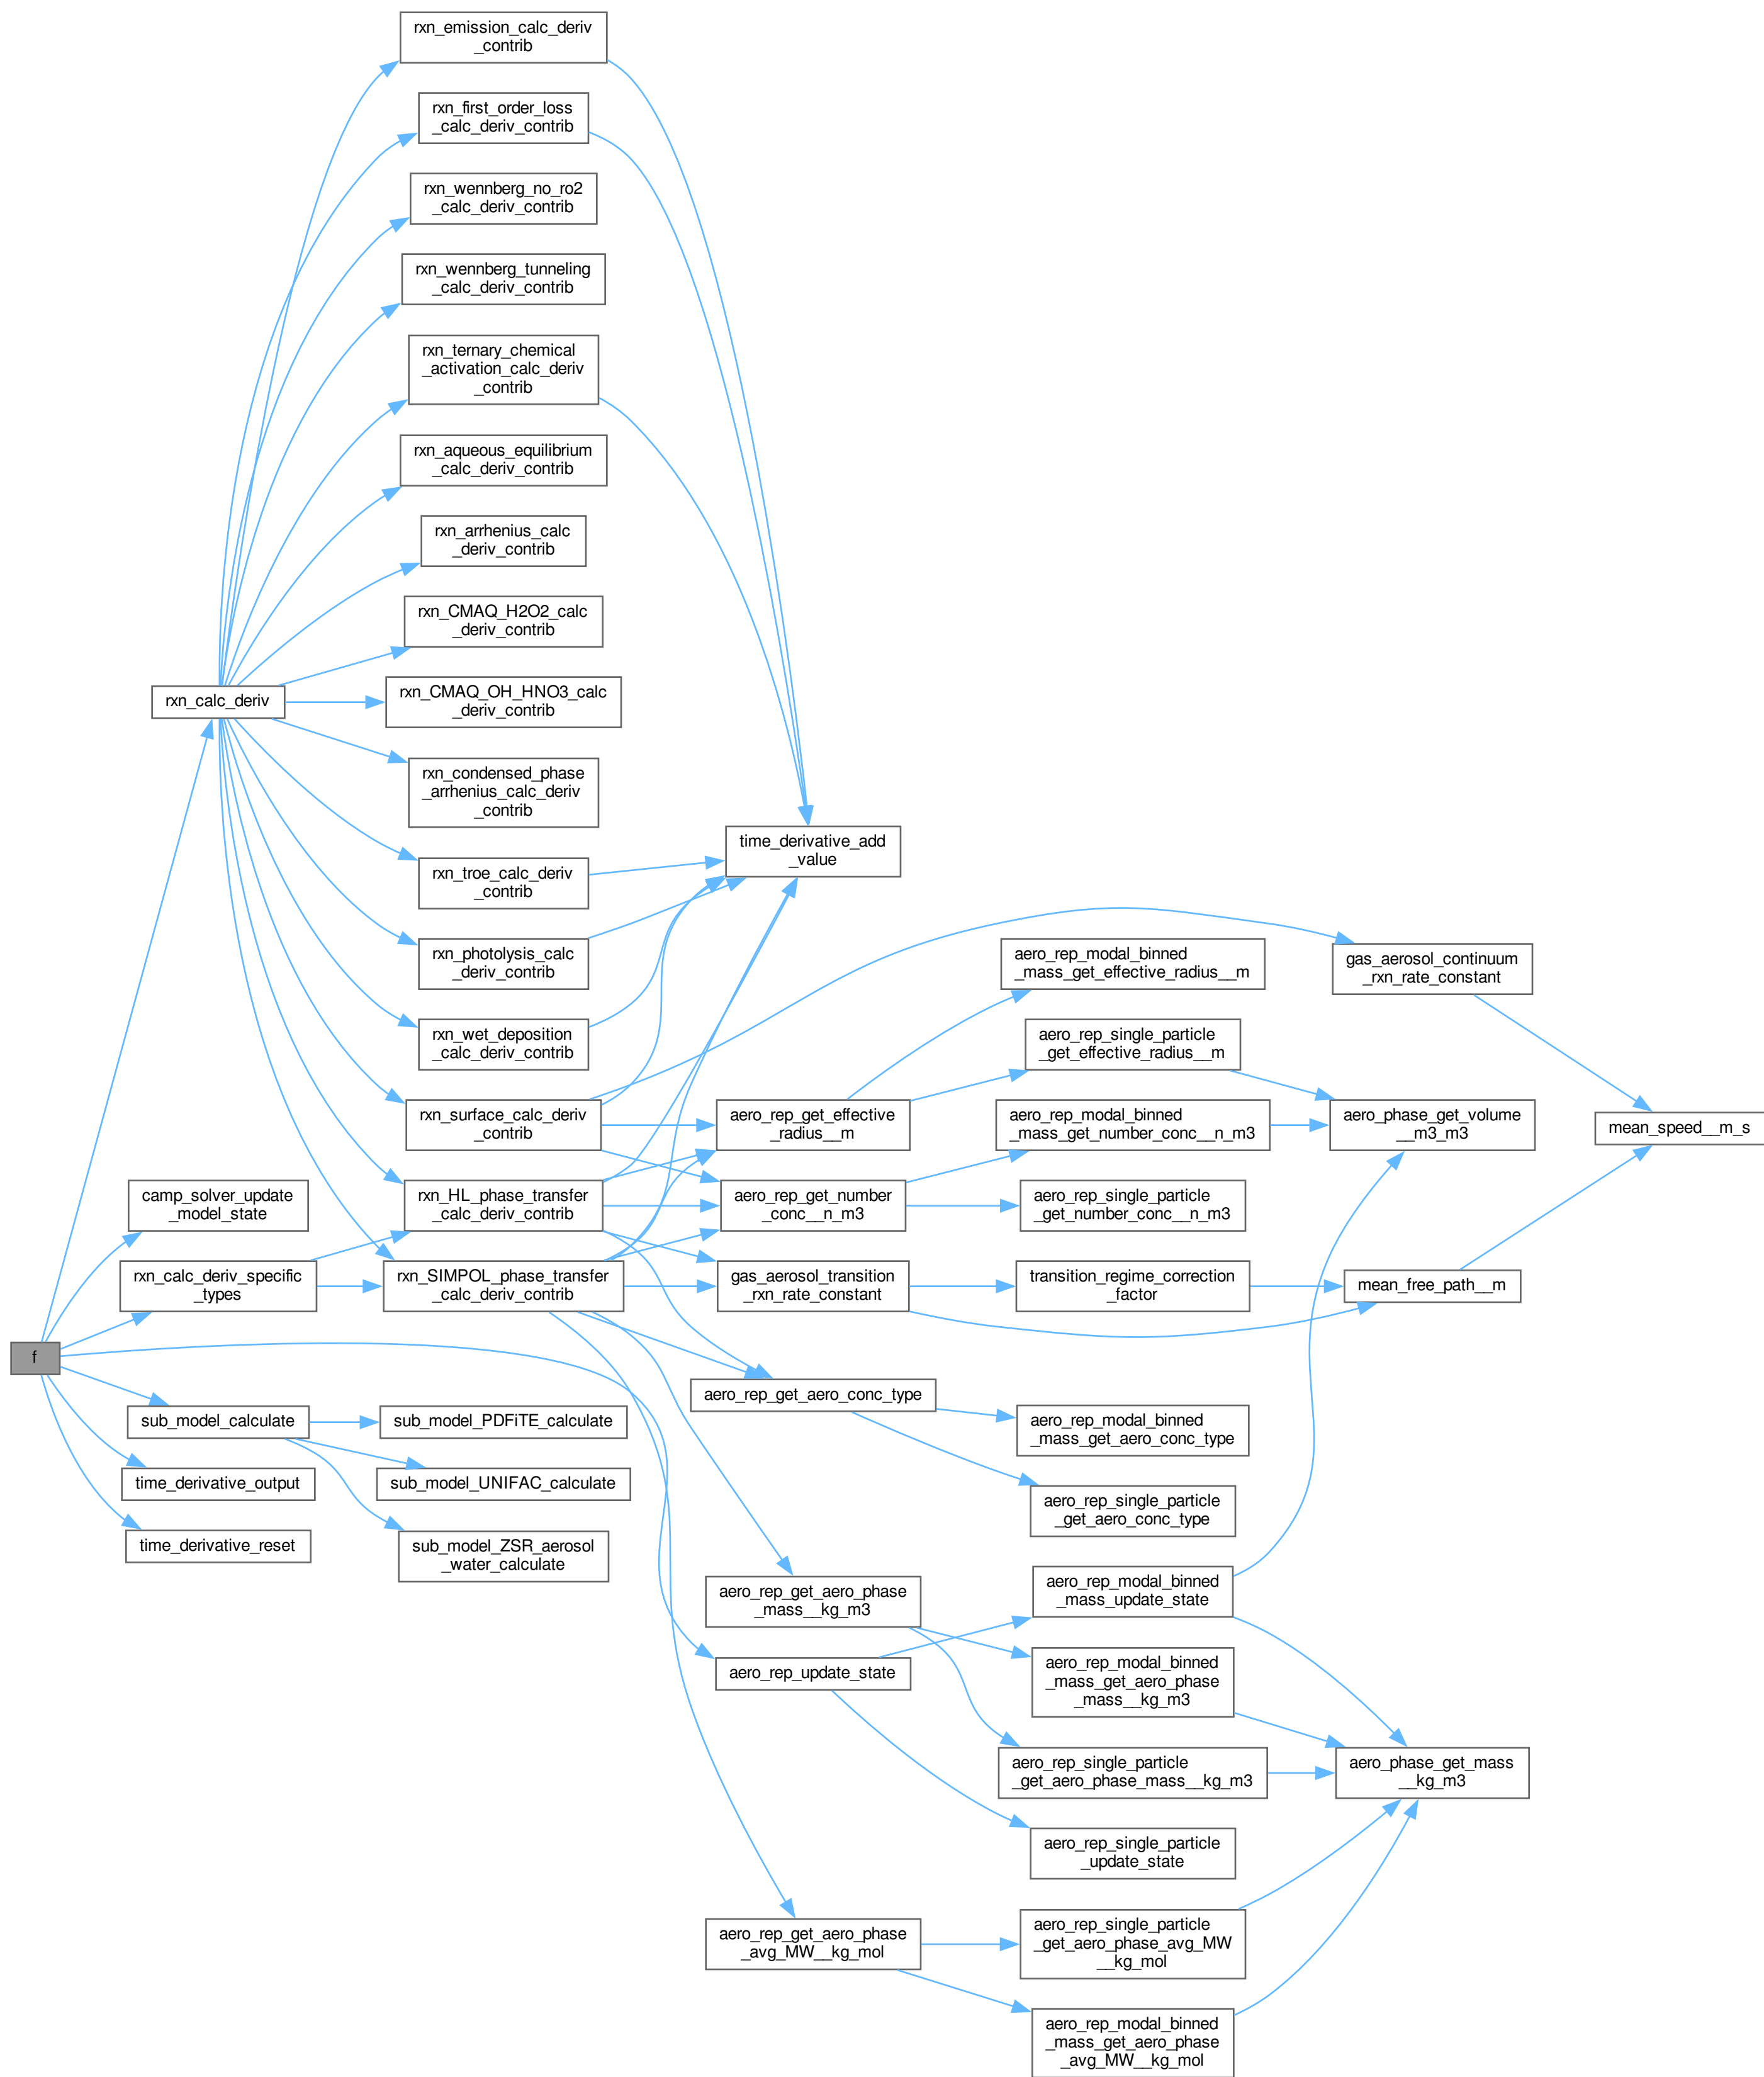 rxn_emission_calc_deriv
_contrib
rxn_first_order_loss
_calc_deriv_contrib
rxn_wennberg_no_ro2
_calc_deriv_contrib
rxn_wennberg_tunneling
_calc_deriv_contrib
rxn_ternary_chemical
_activation_calc_deriv
_contrib
rxn_aqueous_equilibrium
_calc_deriv_contrib
rxn_arrhenius_calc
_deriv_contrib
rxn_CMAQ_H2O2_calc
_deriv_contrib
rxn_calc_deriv
rxn_CMAQ_OH_HNO3_calc
_deriv_contrib
rxn_condensed_phase
_arrhenius_calc_deriv
_contrib
time_derivative_add
_value
rxn_troe_calc_deriv
_contrib
rxn_photolysis_calc
_deriv_contrib
aero_rep_modal_binned
_mass_get_effective_radius__m
gas_aerosol_continuum
_rxn_rate_constant
rxn_wet_deposition
_calc_deriv_contrib
aero_rep_single_particle
_get_effective_radius__m
rxn_surface_calc_deriv
_contrib
aero_rep_get_effective
_radius__m
aero_rep_modal_binned
_mass_get_number_conc__n_m3
aero_phase_get_volume
__m3_m3
mean_speed__m_s
camp_solver_update
_model_state
rxn_HL_phase_transfer
_calc_deriv_contrib
aero_rep_get_number
_conc__n_m3
aero_rep_single_particle
_get_number_conc__n_m3
rxn_calc_deriv_specific
_types
rxn_SIMPOL_phase_transfer
_calc_deriv_contrib
gas_aerosol_transition
_rxn_rate_constant
transition_regime_correction
_factor
mean_free_path__m
f
aero_rep_get_aero_conc_type
sub_model_calculate
sub_model_PDFiTE_calculate
aero_rep_modal_binned
_mass_get_aero_conc_type
time_derivative_output
sub_model_UNIFAC_calculate
aero_rep_single_particle
_get_aero_conc_type
time_derivative_reset
sub_model_ZSR_aerosol
_water_calculate
aero_rep_get_aero_phase
_mass__kg_m3
aero_rep_modal_binned
_mass_update_state
aero_rep_update_state
aero_rep_modal_binned
_mass_get_aero_phase
_mass__kg_m3
aero_rep_single_particle
_get_aero_phase_mass__kg_m3
aero_phase_get_mass
__kg_m3
aero_rep_single_particle
_update_state
aero_rep_get_aero_phase
_avg_MW__kg_mol
aero_rep_single_particle
_get_aero_phase_avg_MW
__kg_mol
aero_rep_modal_binned
_mass_get_aero_phase
_avg_MW__kg_mol